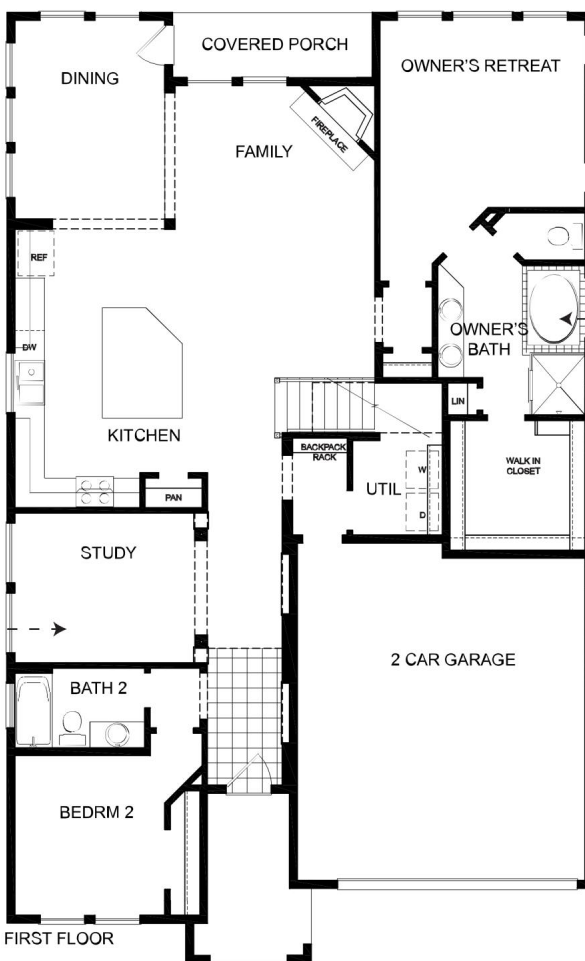 COVERED PORCH
DINING
OWNER'S RETREAT
FAMILY
FIREPLACE
REF
DW
OWNER'S
BATH
LIN
KITCHEN
BACKPACK
RACK
W
WALK IN
CLOSET
UTIL
PAN
D
STUDY
2 CAR GARAGE
BATH 2
BEDRM 2
FIRST FLOOR